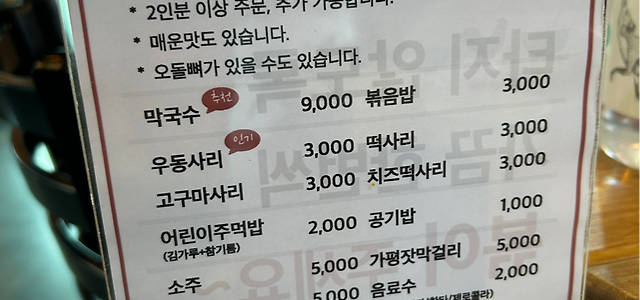 * 2인분 이상 주문, 추가 가능합니다.
* 매운맛도 있습니다.
* 오돌뼈가 있을 수도 있습니다.
막국수 추천 9,000 볶음밥 3,000
우동사리 인기 3,000 떡사리 3,000
고구마사리 3,000 치즈떡사리 3,000
어린이주먹밥 2,000 공기밥 1,000
(김가루+참기름)
소주 5,000 가평잣막걸리 5,000
5,000 음료수 2,000
제로콜라)